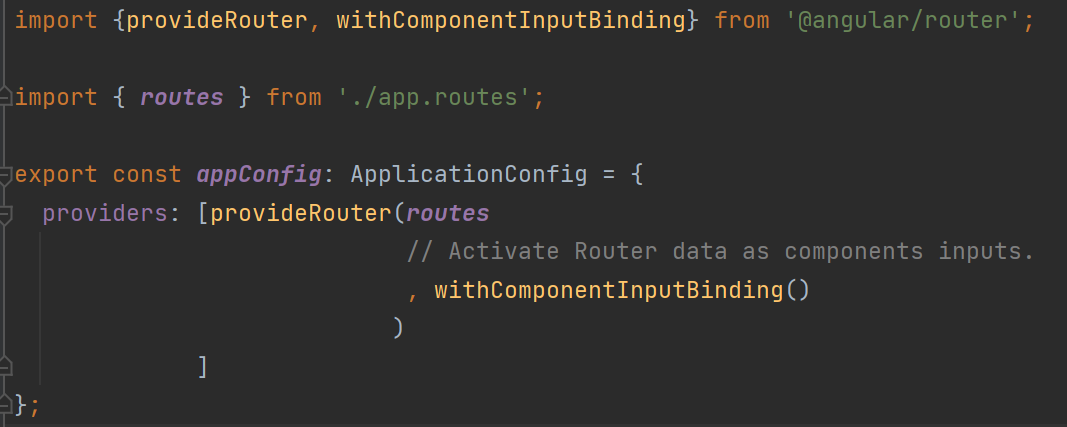 import {provideRouter, withComponentInputBinding} from '@angular/router';
import { routes } from './app.routes';
export const appConfig: ApplicationConfig = {
  providers: [provideRouter(routes
                            // Activate Router data as components inputs.
                            , withComponentInputBinding()
                           )
             ]
};